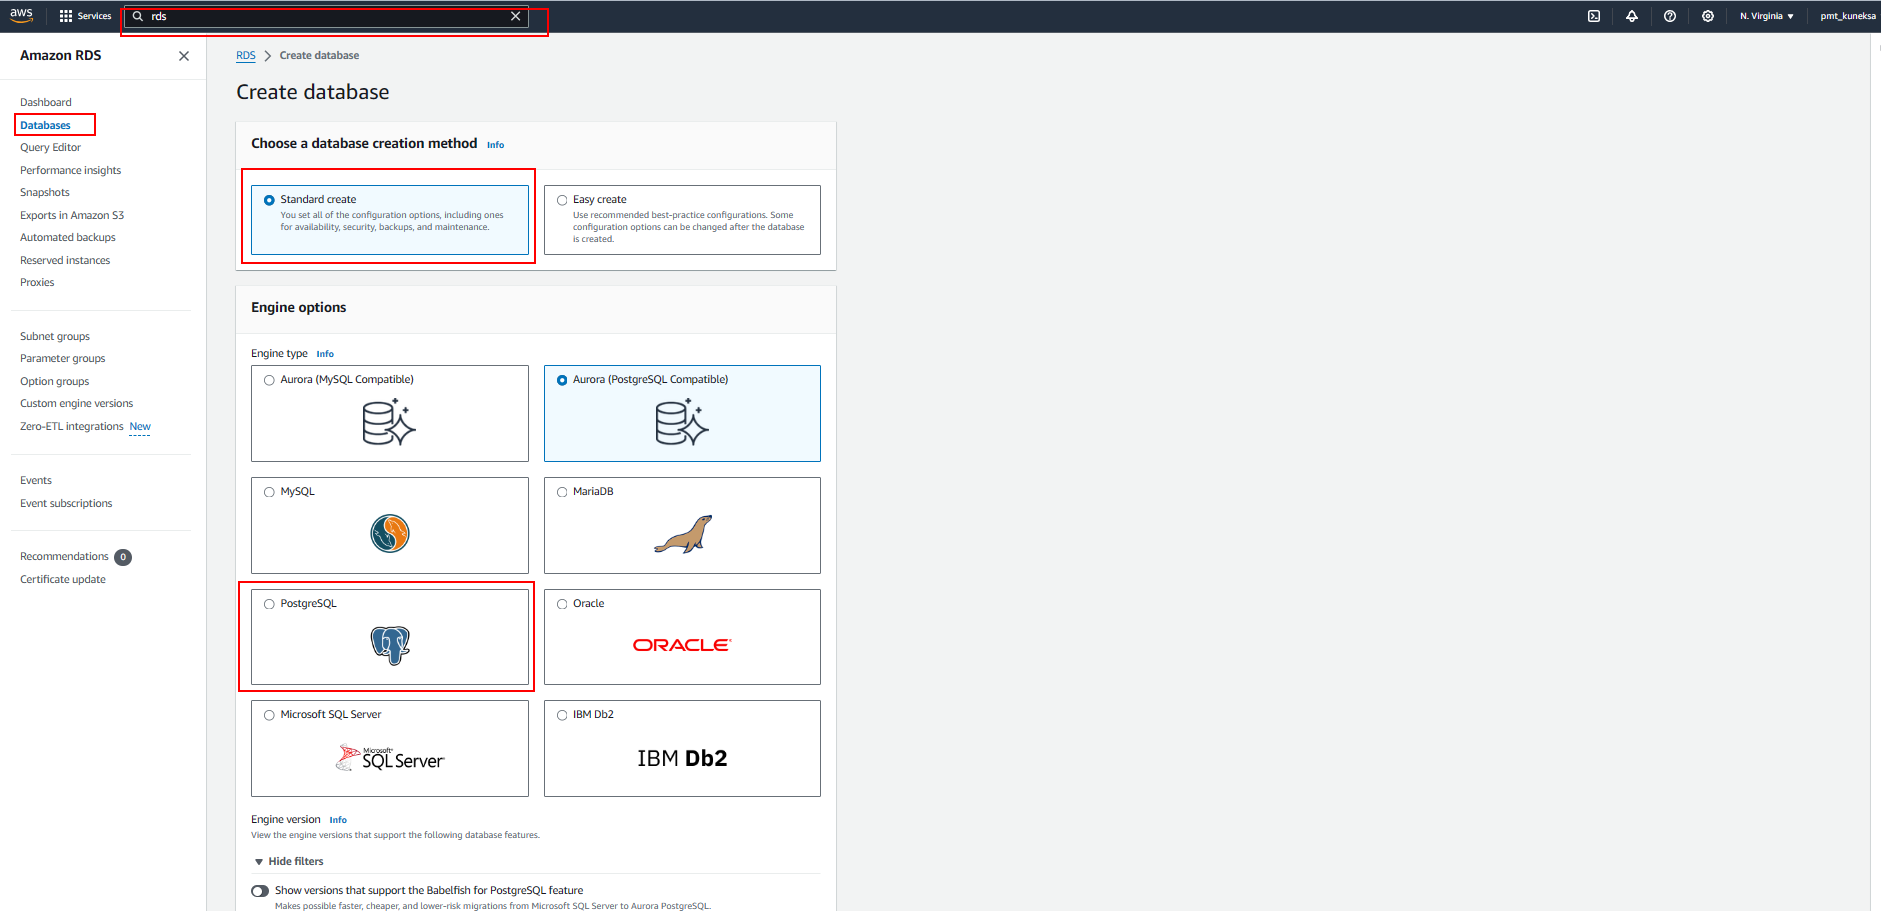 aws
Services
rds
N. Virginia
pmt_kuneksa
Amazon RDS
Dashboard
Databases
Query Editor
Performance insights
Snapshots
Exports in Amazon S3
Automated backups
Reserved instances
Proxies
Subnet groups
Parameter groups
Option groups
Custom engine versions
Zero-ETL integrations New
Events
Event subscriptions
Recommendations 0
Certificate update
RDS > Create database
Create database
Choose a database creation method Info
Standard create
You set all of the configuration options, including ones
for availability, security, backups, and maintenance.
Easy create
Use recommended best-practice configurations. Some
configuration options can be changed after the database
is created.
Engine options
Engine type Info
Aurora (MySQL Compatible)
Aurora (PostgreSQL Compatible)
MySQL
MariaDB
PostgreSQL
Oracle
ORACLE
Microsoft SQL Server
Microsoft
SQL Server
IBM Db2
IBM Db2
Engine version Info
View the engine versions that support the following database features.
Hide filters
Show versions that support the Babelfish for PostgreSQL feature
Makes possible faster, cheaper, and lower-risk migrations from Microsoft SQL Server to Aurora PostgreSQL.